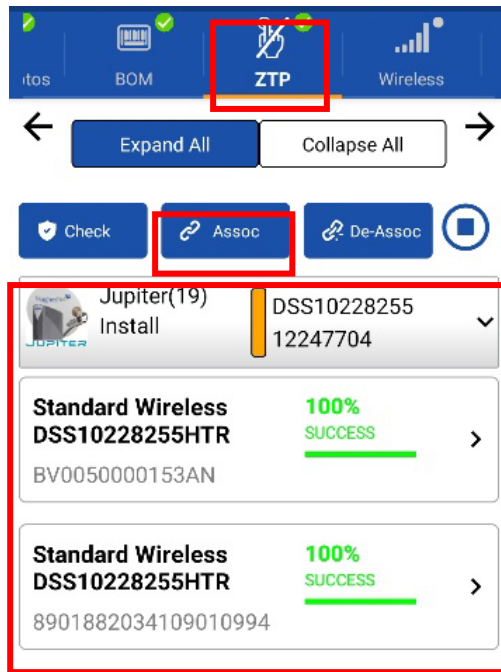 tos
BOM
ZTP
Wireless
Expand All
Collapse All
Check
Assoc
De-Assoc
Jupiter(19)
Install
JUPITER
DSS10228255
12247704
Standard Wireless
DSS10228255HTR
100%
SUCCESS
BV0050000153AN
Standard Wireless
DSS10228255HTR
100%
SUCCESS
8901882034109010994